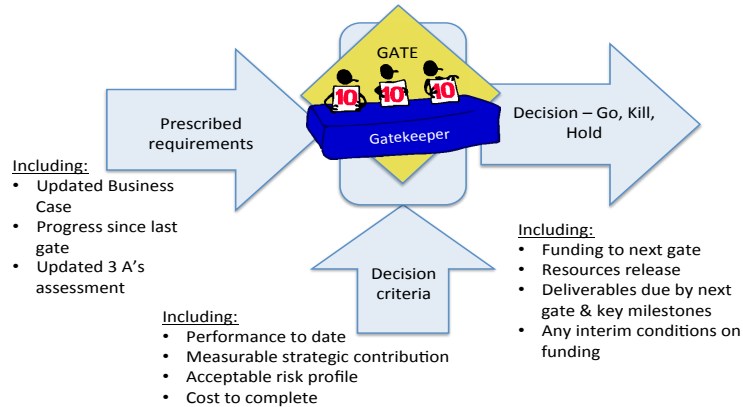 GATE
10 10 10
Gatekeeper
Prescribed
requirements
Decision – Go, Kill,
Hold
Including:
• Updated Business
Case
• Progress since last
gate
• Updated 3 A's
assessment
Decision
criteria
Including:
• Performance to date
• Measurable strategic contribution
• Acceptable risk profile
• Cost to complete
Including:
• Funding to next gate
• Resources release
• Deliverables due by next
gate & key milestones
• Any interim conditions on
funding